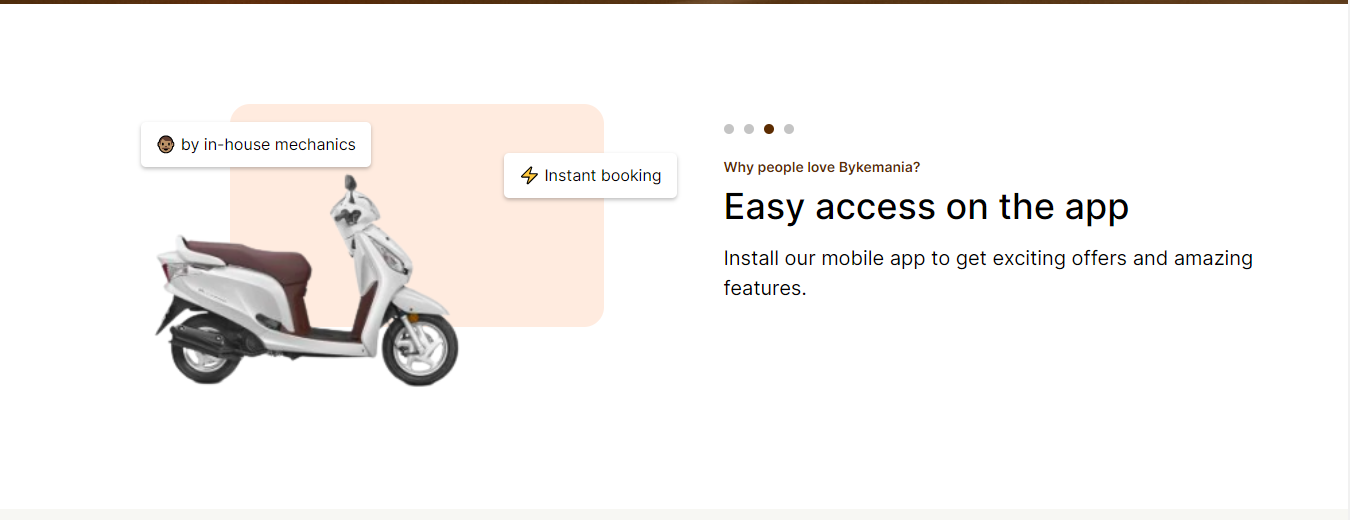 🧔🏽 by in-house mechanics
⚡ Instant booking
Why people love Bykemania?
Easy access on the app
Install our mobile app to get exciting offers and amazing
features.